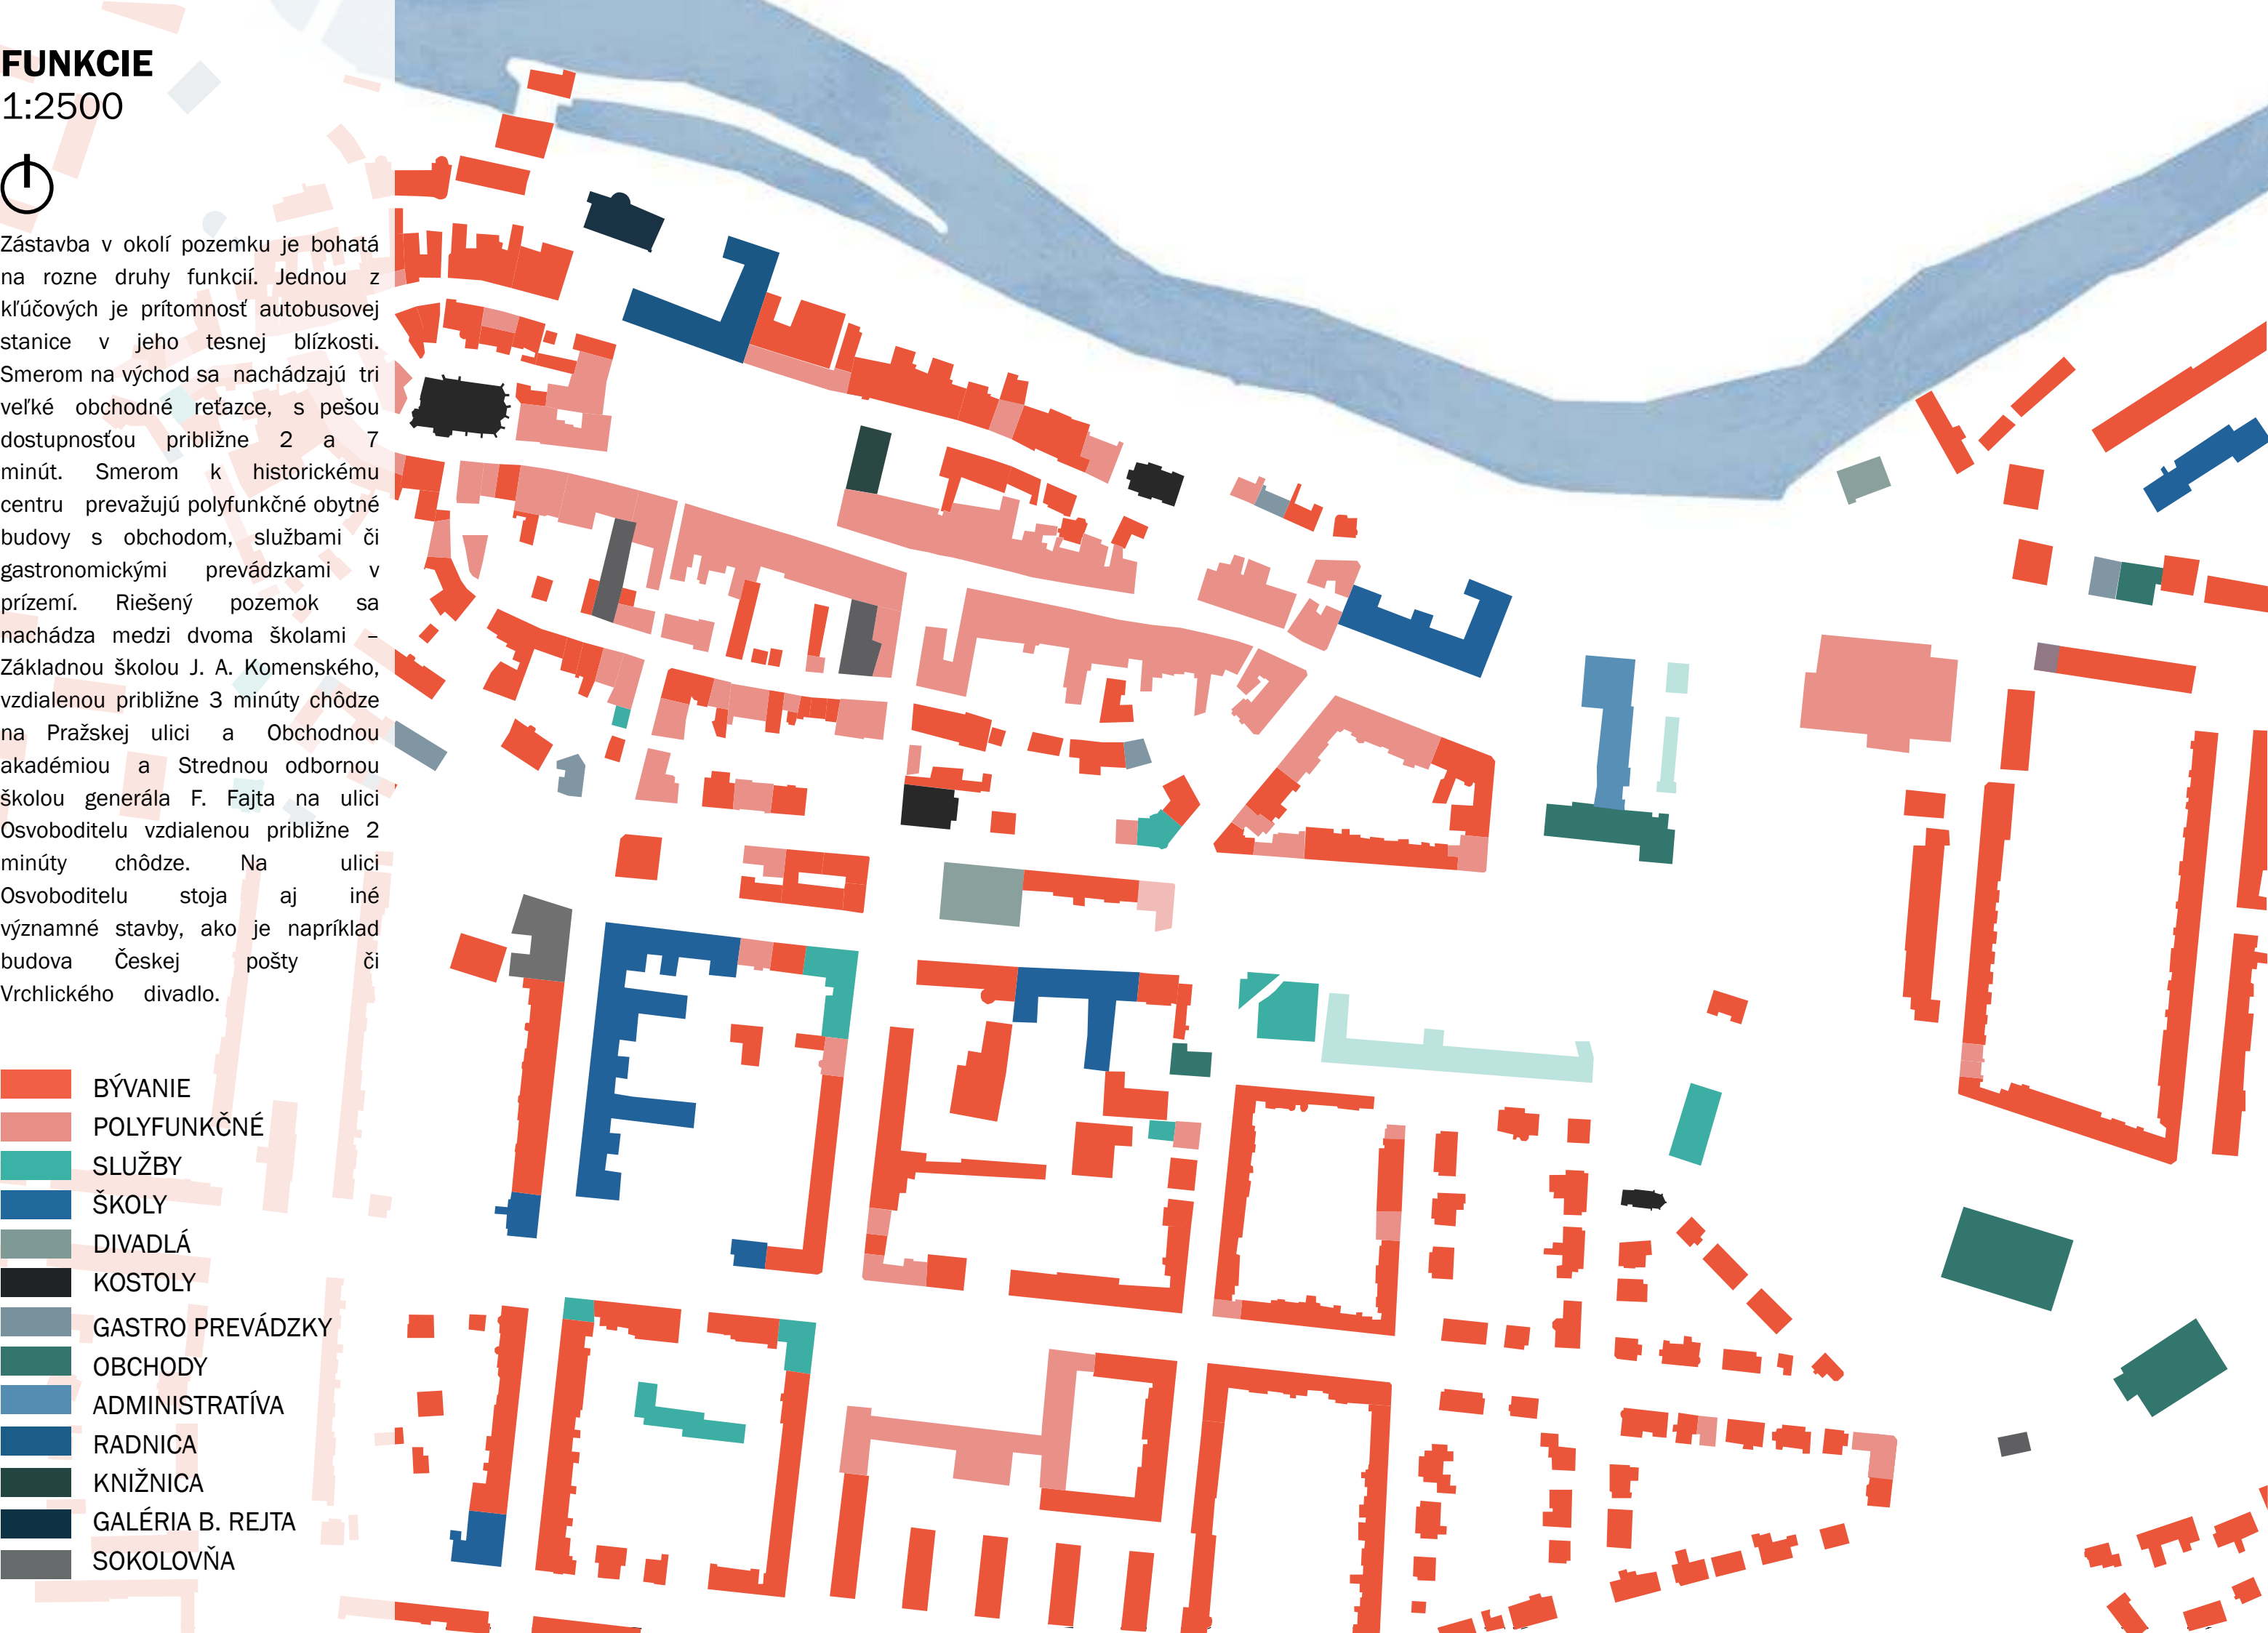 FUNKCIE
1:2500
Zástavba v okolí pozemku je bohatá
na rozne druhy funkcií. Jednou z
kľúčových je prítomnosť autobusovej
stanice v jeho tesnej blízkosti.
Smerom na východ sa nachádzajú tri
veľké obchodné reťazce, s pešou
dostupnosťou približne 2 a 7
minút. Smerom k historickému
centru prevažujú polyfunkčné obytné
budovy s obchodom, službami či
gastronomickými prevádzkami v
prízemí. Riešený pozemok sa
nachádza medzi dvoma školami –
Základnou školou J. A. Komenského,
vzdialenou približne 3 minúty chôdze
na Pražskej ulici a Obchodnou
akadémiou a Strednou odbornou
školou generála F. Fajta na ulici
Osvoboditelu vzdialenou približne 2
minúty chôdze. Na ulici
Osvoboditelu stoja aj iné
významné stavby, ako je napríklad
budova Českej pošty či
Vrchlického divadlo.
BÝVANIE
POLYFUNKČNÉ
SLUŽBY
ŠKOLY
DIVADLÁ
KOSTOLY
GASTRO PREVÁDZKY
OBCHODY
ADMINISTRATÍVA
RADNICA
KNIŽNICA
GALÉRIA B. REJTA
SOKOLOVŇA